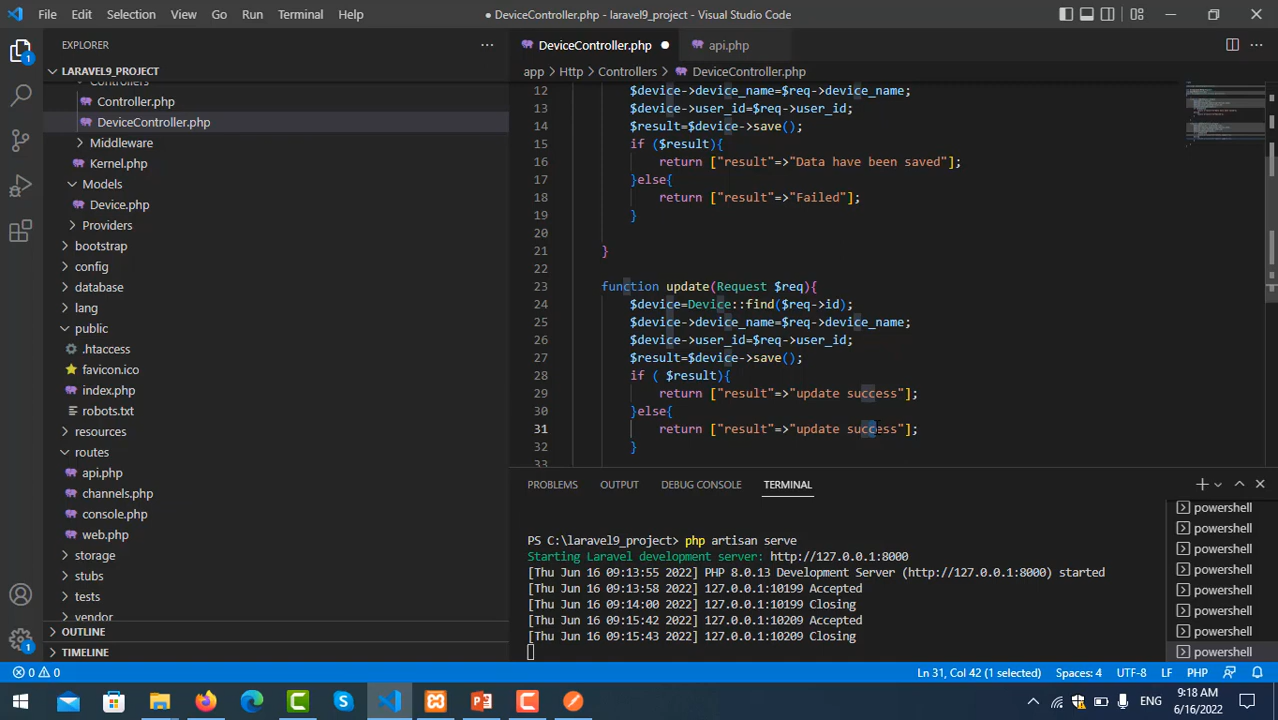 File Edit Selection View Go Run Terminal Help
● DeviceController.php - laravel9_project - Visual Studio Code
EXPLORER
LARAVEL9_PROJECT
Controllers
Controller.php
DeviceController.php
Middleware
Kernel.php
Models
Device.php
Providers
bootstrap
config
database
lang
public
.htaccess
favicon.ico
index.php
robots.txt
resources
routes
api.php
channels.php
console.php
web.php
storage
stubs
tests
vendor
OUTLINE
TIMELINE
DeviceController.php
api.php
app > Http > Controllers > DeviceController.php
12 $device->device_name=$req->device_name;
13 $device->user_id=$req->user_id;
14 $result=$device->save();
15 if ($result){
16 return ["result"=>"Data have been saved"];
17 }else{
18 return ["result"=>"Failed"];
19 }
20
21 }
22
23 function update(Request $req){
24 $device=Device::find($req->id);
25 $device->device_name=$req->device_name;
26 $device->user_id=$req->user_id;
27 $result=$device->save();
28 if ( $result){
29 return ["result"=>"update success"];
30 }else{
31 return ["result"=>"update success"];
32 }
33
PROBLEMS OUTPUT DEBUG CONSOLE TERMINAL
PS C:\laravel9_project> php artisan serve
Starting Laravel development server: http://127.0.0.1:8000
[Thu Jun 16 09:13:55 2022] PHP 8.0.13 Development Server (http://127.0.0.1:8000) started
[Thu Jun 16 09:13:58 2022] 127.0.0.1:10199 Accepted
[Thu Jun 16 09:14:00 2022] 127.0.0.1:10199 Closing
[Thu Jun 16 09:15:42 2022] 127.0.0.1:10209 Accepted
[Thu Jun 16 09:15:43 2022] 127.0.0.1:10209 Closing
powershell
powershell
powershell
powershell
powershell
powershell
powershell
powershell
0 0
Ln 31, Col 42 (1 selected) Spaces: 4 UTF-8 LF PHP
ENG
9:18 AM
6/16/2022